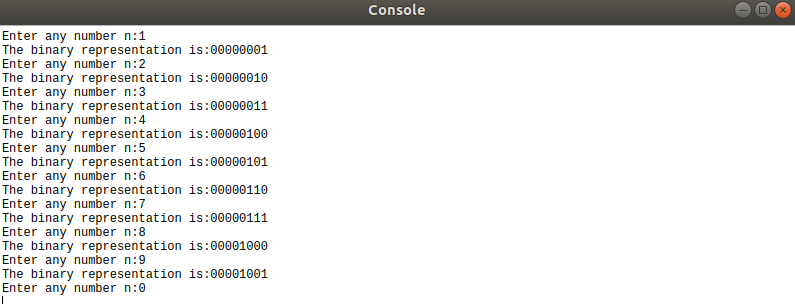 Console
Enter any number n:1
The binary representation is:00000001
Enter any number n:2
The binary representation is:00000010
Enter any number n:3
The binary representation is:00000011
Enter any number n:4
The binary representation is:00000100
Enter any number n:5
The binary representation is:00000101
Enter any number n:6
The binary representation is:00000110
Enter any number n:7
The binary representation is:00000111
Enter any number n:8
The binary representation is:00001000
Enter any number n:9
The binary representation is:00001001
Enter any number n:0